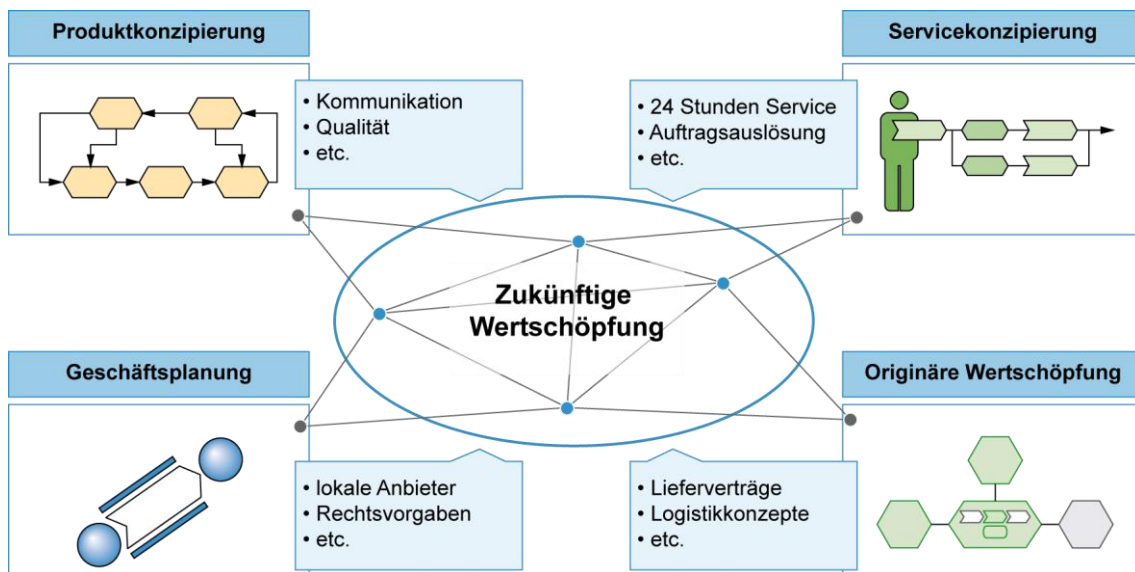 Produktkonzipierung
Servicekonzipierung
• Kommunikation
• Qualität
• etc.
• 24 Stunden Service
• Auftragsauslösung
• etc.
Zukünftige
Wertschöpfung
Geschäftsplanung
Originäre Wertschöpfung
• lokale Anbieter
• Rechtsvorgaben
• etc.
• Lieferverträge
• Logistikkonzepte
• etc.